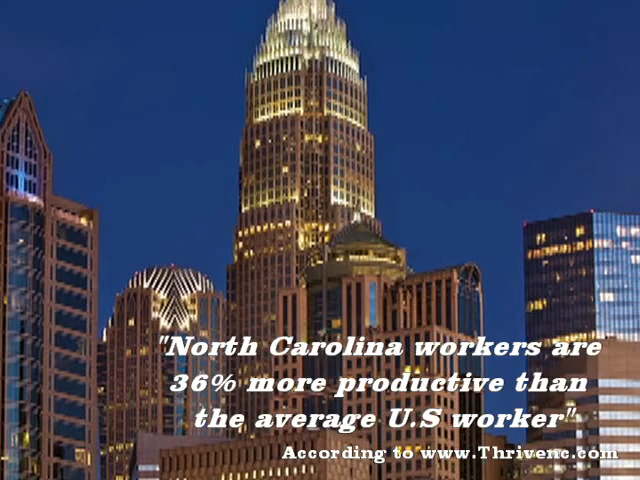 "North Carolina workers are
36% more productive than
the average U.S worker"
According to www.Thrivenc.com